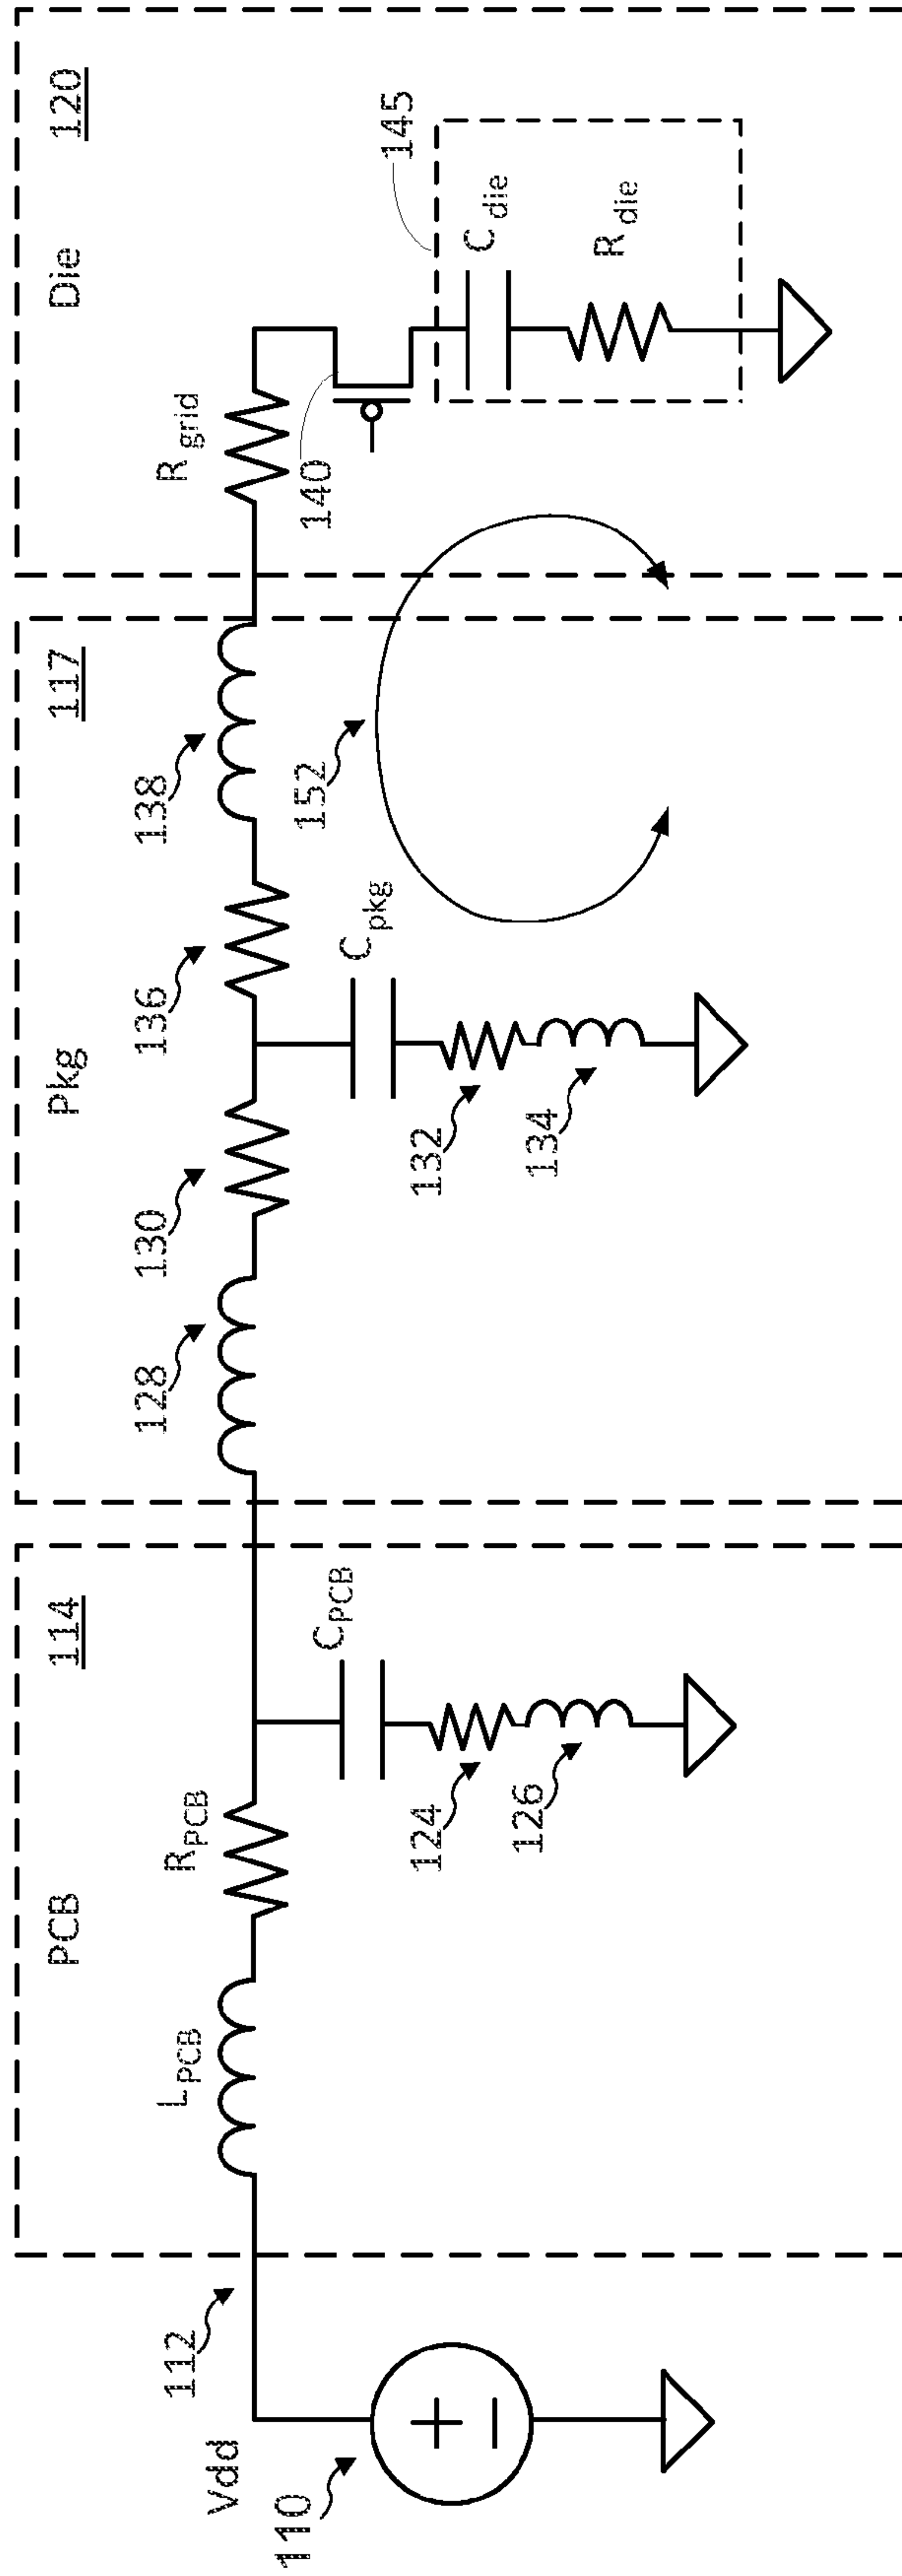 PCB
114
Pkg
117
Die
120
Vdd
112
110
L PCB
R PCB
C PCB
124
126
128
130
136
138
C pkg
132
134
152
R grid
140
145
C die
R die
+
−